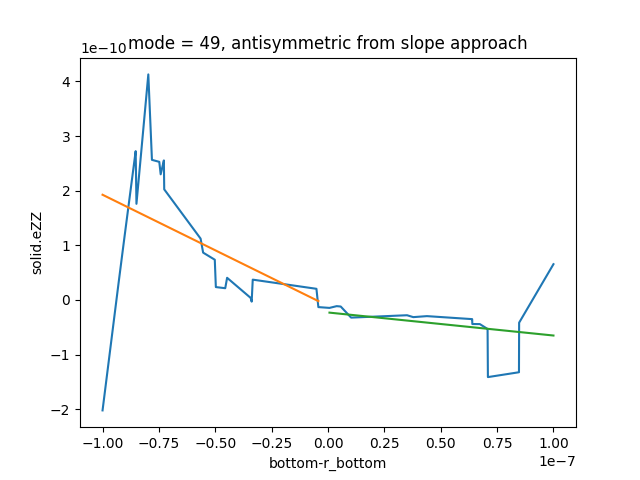 mode = 49, antisymmetric from slope approach
1e−10
4
3
2
1
0
−1
−2
solid.eZZ
−1.00 −0.75 −0.50 −0.25 0.00 0.25 0.50 0.75 1.00
1e−7
bottom-r_bottom